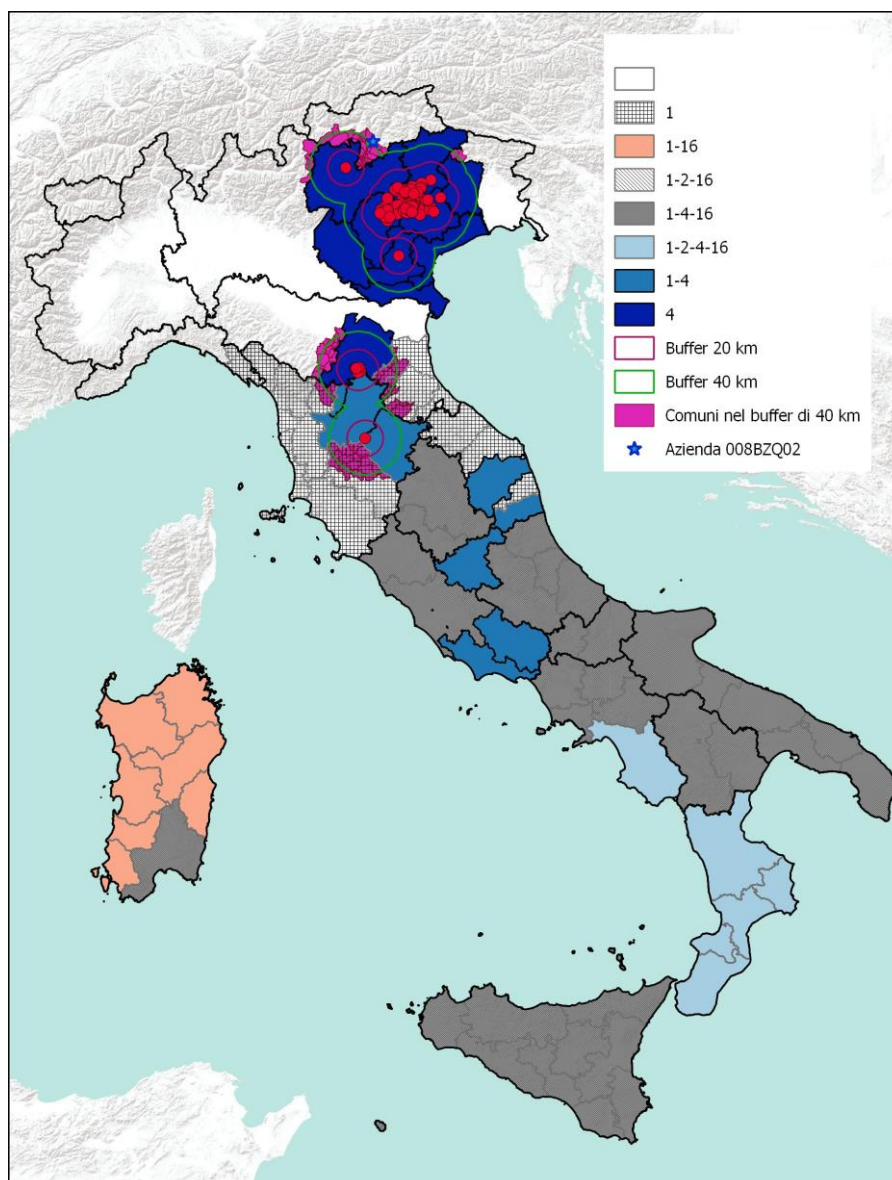 1
1-16
1-2-16
1-4-16
1-2-4-16
1-4
4
Buffer 20 km
Buffer 40 km
Comuni nel buffer di 40 km
Azienda 008BZQ02